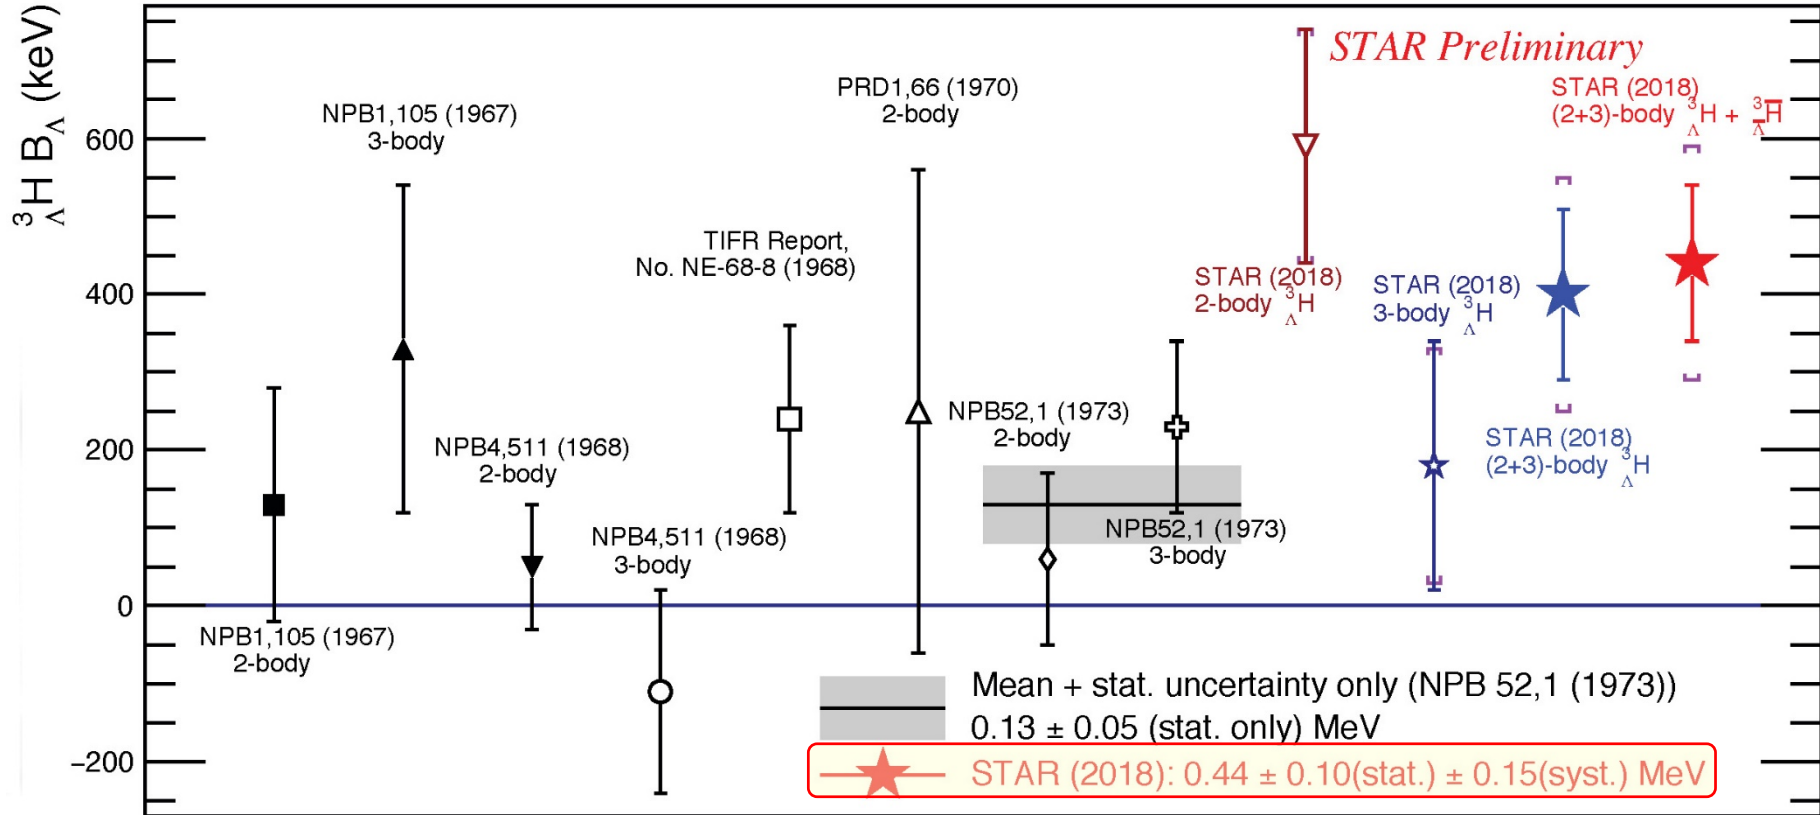 ³ΛH BΛ (keV)
600
400
200
0
−200
NPB1,105 (1967)
2-body
NPB1,105 (1967)
3-body
NPB4,511 (1968)
2-body
NPB4,511 (1968)
3-body
TIFR Report,
No. NE-68-8 (1968)
PRD1,66 (1970)
2-body
NPB52,1 (1973)
2-body
NPB52,1 (1973)
3-body
STAR Preliminary
STAR (2018)
2-body ³ΛH
STAR (2018)
3-body ³ΛH
STAR (2018)
(2+3)-body ³ΛH
STAR (2018)
(2+3)-body ³ΛH + ³Λ̅H̅
Mean + stat. uncertainty only (NPB 52,1 (1973))
0.13 ± 0.05 (stat. only) MeV
STAR (2018): 0.44 ± 0.10(stat.) ± 0.15(syst.) MeV